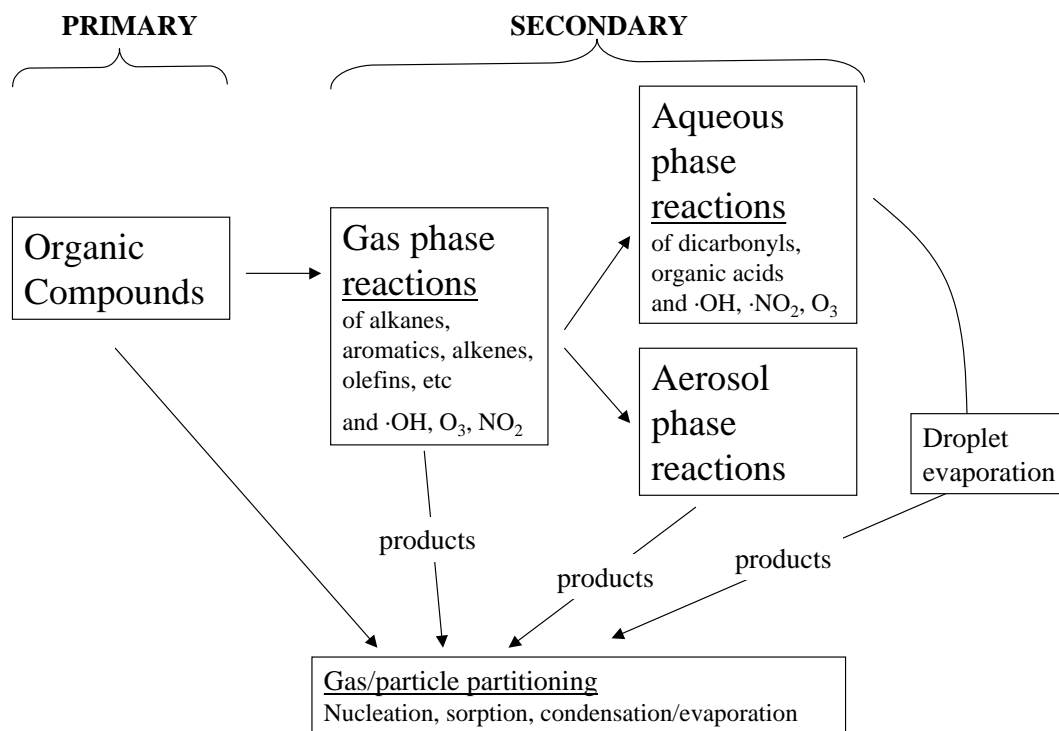 PRIMARY
SECONDARY
Organic
Compounds
Gas phase
reactions
of alkanes,
aromatics, alkenes,
olefins, etc
and ·OH, O₃, NO₂
Aqueous
phase
reactions
of dicarbonyls,
organic acids
and ·OH, ·NO₂, O₃
Aerosol
phase
reactions
Droplet
evaporation
products
products
products
Gas/particle partitioning
Nucleation, sorption, condensation/evaporation